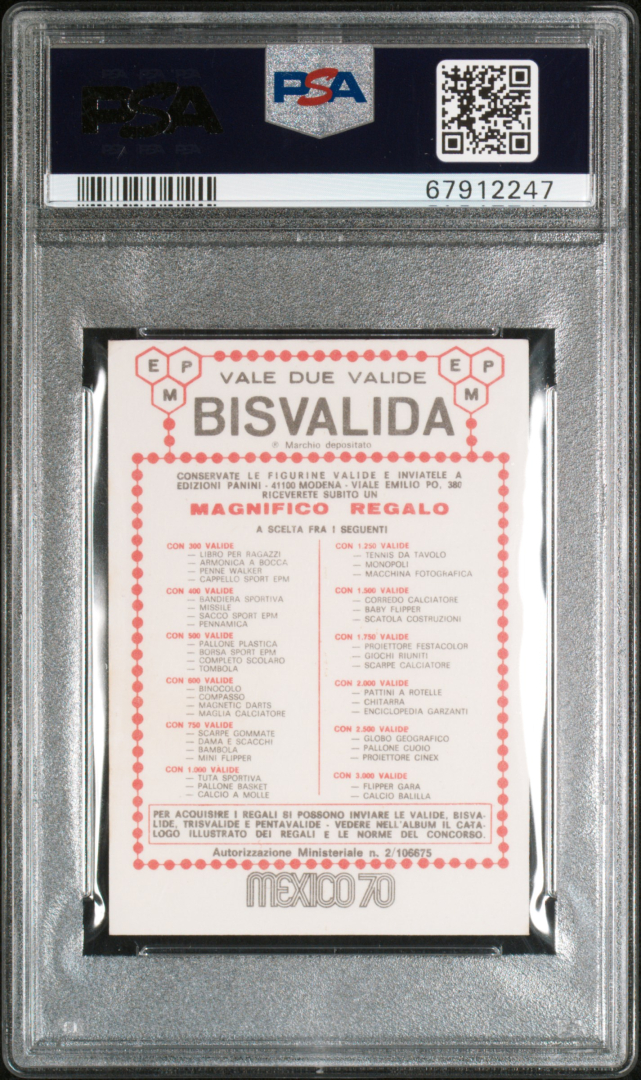 PSA
PSA
67912247
E P M
E P M
VALE DUE VALIDE
BISVALIDA
® Marchio depositato
CONSERVATE LE FIGURINE VALIDE E INVIATELE A
EDIZIONI PANINI - 41100 MODENA - VIALE EMILIO PO, 380
RICEVERETE SUBITO UN
MAGNIFICO REGALO
A SCELTA FRA I SEGUENTI
CON 300 VALIDE
— LIBRO PER RAGAZZI
— ARMONICA A BOCCA
— PENNE WALKER
— CAPPELLO SPORT EPM
CON 400 VALIDE
— BANDIERA SPORTIVA
— MISSILE
— SACCO SPORT EPM
— PENNAMICA
CON 500 VALIDE
— PALLONE PLASTICA
— BORSA SPORT EPM
— COMPLETO SCOLARO
— TOMBOLA
CON 600 VALIDE
— BINOCOLO
— COMPASSO
— MAGNETIC DARTS
— MAGLIA CALCIATORE
CON 750 VALIDE
— SCARPE GOMMATE
— DAMA E SCACCHI
— BAMBOLA
— MINI FLIPPER
CON 1.000 VALIDE
— TUTA SPORTIVA
— PALLONE BASKET
— CALCIO A MOLLE
CON 1.250 VALIDE
— TENNIS DA TAVOLO
— MONOPOLI
— MACCHINA FOTOGRAFICA
CON 1.500 VALIDE
— CORREDO CALCIATORE
— BABY FLIPPER
— SCATOLA COSTRUZIONI
CON 1.750 VALIDE
— PROIETTORE FESTACOLOR
— GIOCHI RIUNITI
— SCARPE CALCIATORE
CON 2.000 VALIDE
— PATTINI A ROTELLE
— CHITARRA
— ENCICLOPEDIA GARZANTI
CON 2.500 VALIDE
— GLOBO GEOGRAFICO
— PALLONE CUOIO
— PROIETTORE CINEX
CON 3.000 VALIDE
— FLIPPER GARA
— CALCIO BALILLA
PER ACQUISIRE I REGALI SI POSSONO INVIARE LE VALIDE, BISVA-
LIDE, TRISVALIDE E PENTAVALIDE - VEDERE NELL'ALBUM IL CATA-
LOGO ILLUSTRATO DEI REGALI E LE NORME DEL CONCORSO.
Autorizzazione Ministeriale n. 2/106675
MEXICO 70